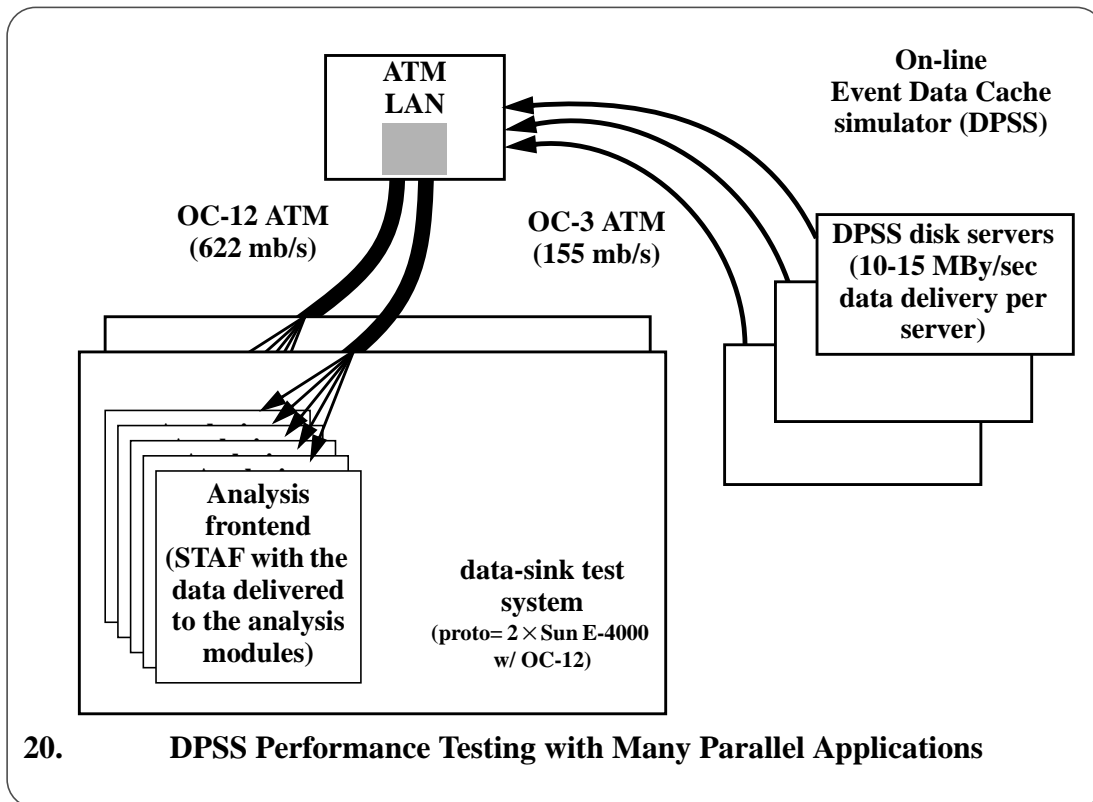 ATM
LAN
On-line
Event Data Cache
simulator (DPSS)
OC-12 ATM
(622 mb/s)
OC-3 ATM
(155 mb/s)
DPSS disk servers
(10-15 MBy/sec
data delivery per
server)
Analysis
frontend
(STAF with the
data delivered
to the analysis
modules)
data-sink test
system
(proto= 2 × Sun E-4000
w/ OC-12)
20. DPSS Performance Testing with Many Parallel Applications